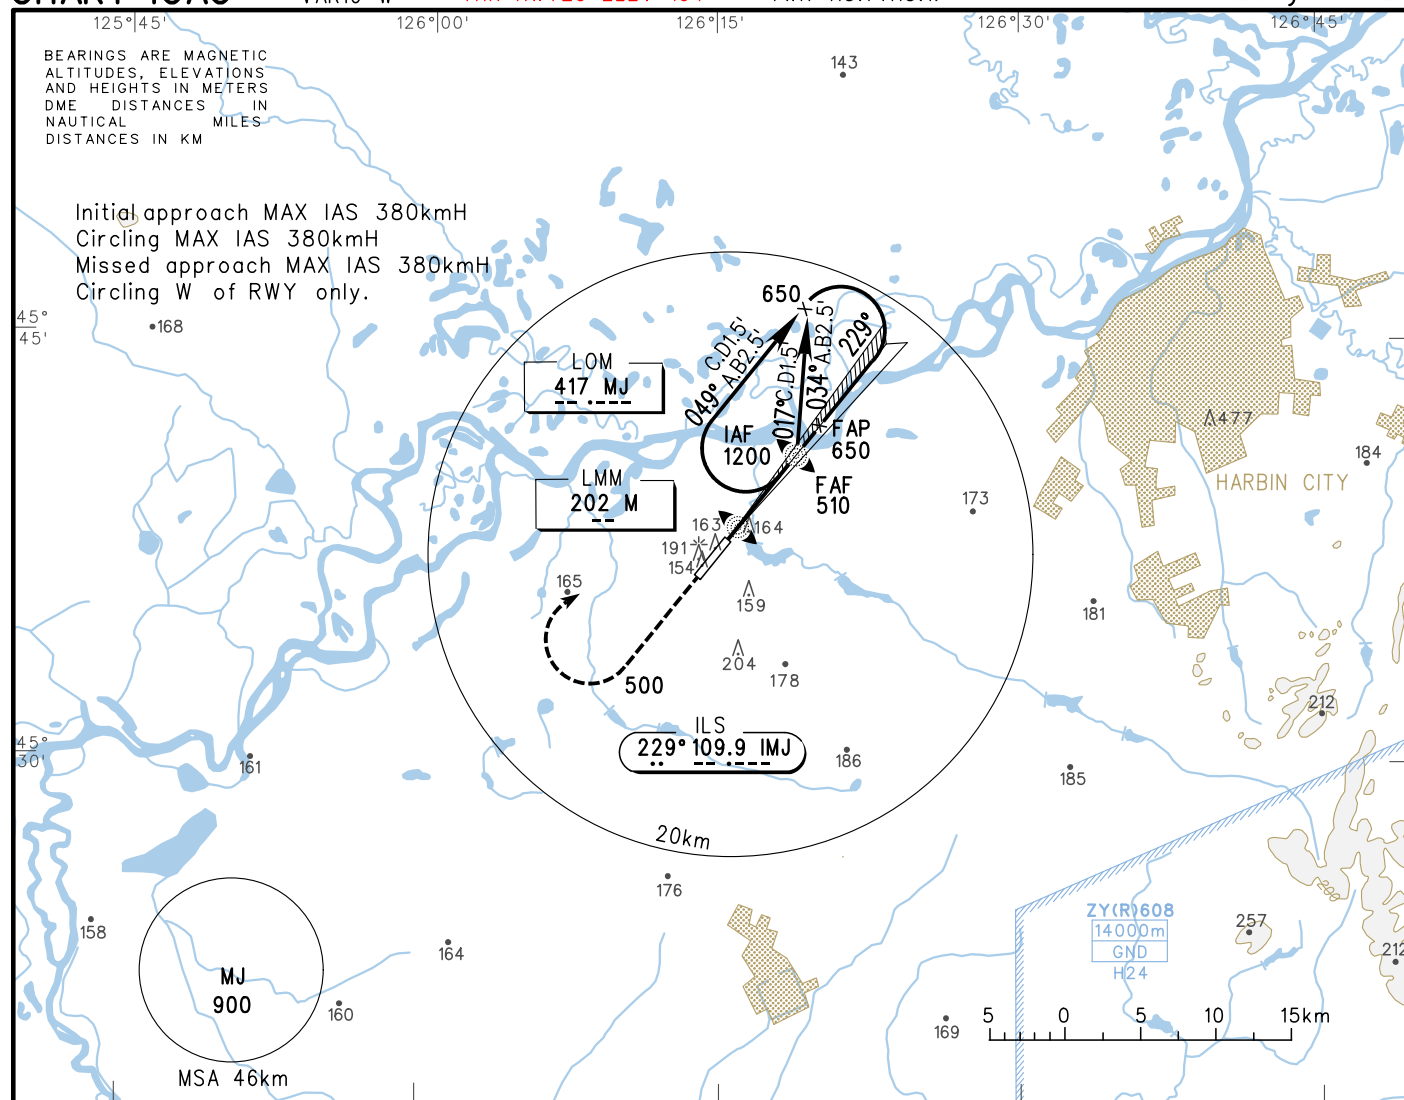 125°45'
126°00'
126°15'
126°30'
126°45'
BEARINGS ARE MAGNETIC
ALTITUDES, ELEVATIONS
AND HEIGHTS IN METERS
DME DISTANCES IN
NAUTICAL MILES
DISTANCES IN KM
143
Initial approach MAX IAS 380kmH
Circling MAX IAS 380kmH
Missed approach MAX IAS 380kmH
Circling W of RWY only.
45°
45'
168
650
LOM
417 MJ
049°
C.D1.5'
A.B2.5'
017°
C.D1.5'
034°
A.B2.5'
229°
IAF
1200
FAP
650
FAF
510
LMM
202 M
477
184
HARBIN CITY
173
163
164
191
154
165
159
181
204
178
500
212
ILS
229° 109.9 IMJ
45°
30'
161
186
185
20km
176
200
158
164
ZY(R)608
14000m
GND
H24
257
212
MJ
900
160
169
5 0 5 10 15km
MSA 46km